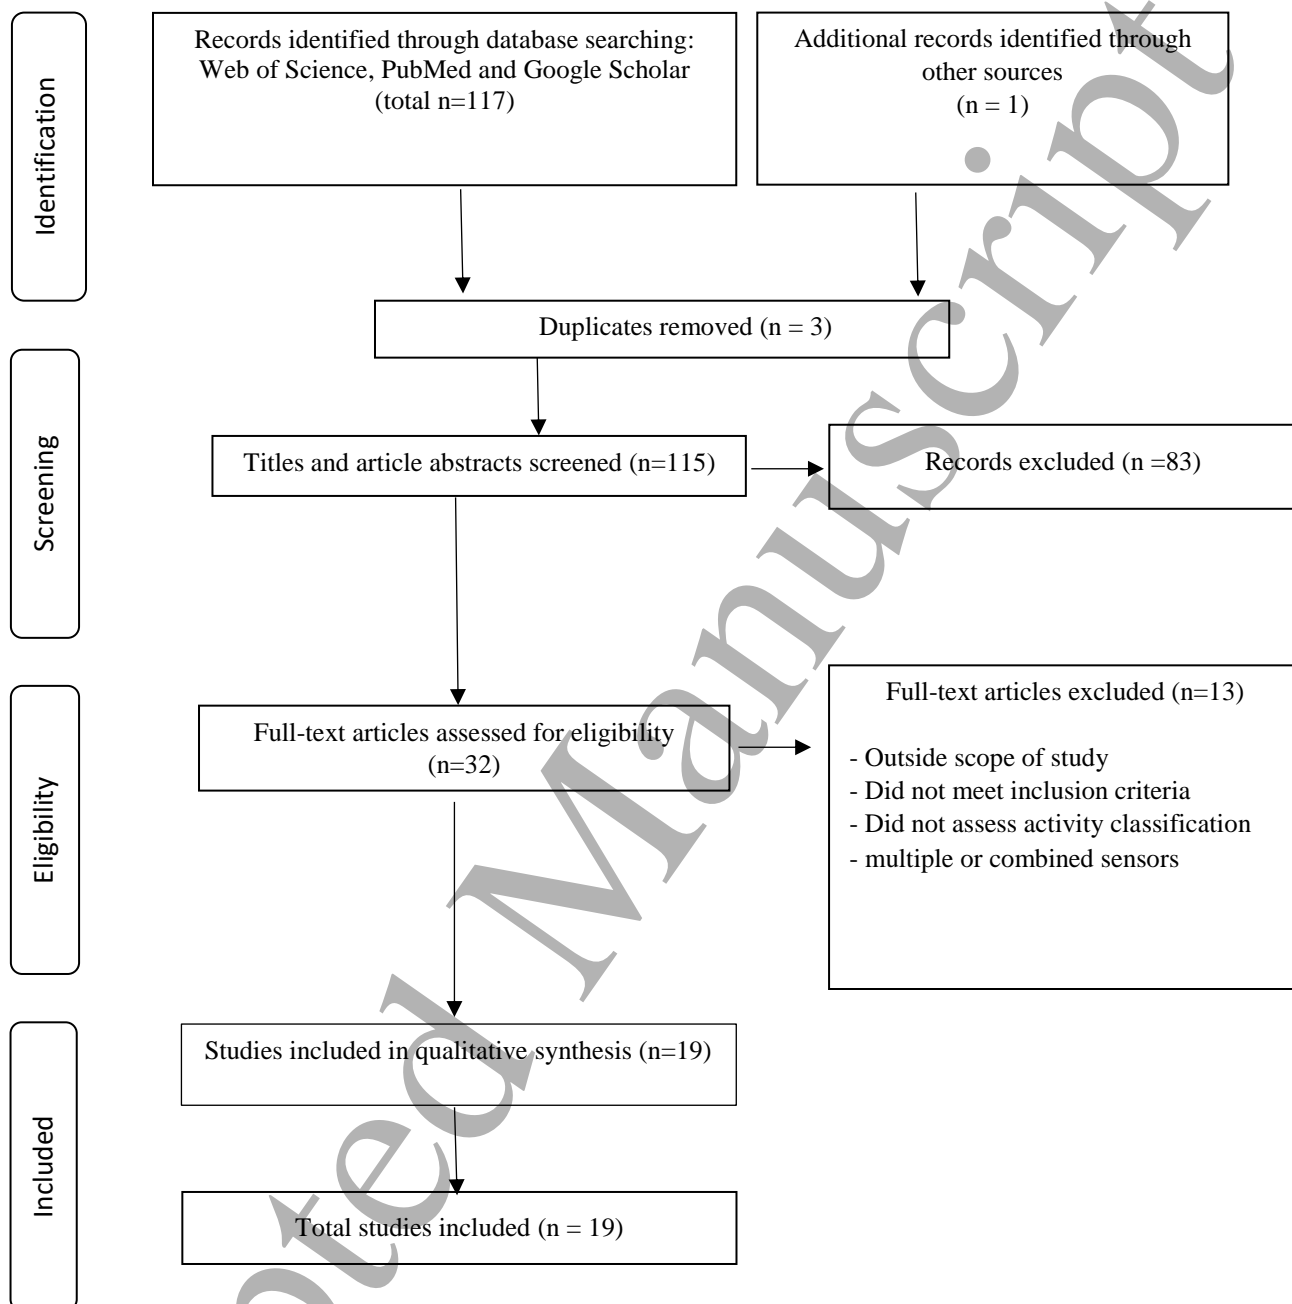 Identification
Records identified through database searching:
Web of Science, PubMed and Google Scholar
(total n=117)
Additional records identified through
other sources
(n = 1)
Duplicates removed (n = 3)
Screening
Titles and article abstracts screened (n=115)
Records excluded (n =83)
Eligibility
Full-text articles assessed for eligibility
(n=32)
Full-text articles excluded (n=13)
- Outside scope of study
- Did not meet inclusion criteria
- Did not assess activity classification
- multiple or combined sensors
Included
Studies included in qualitative synthesis (n=19)
Total studies included (n = 19)
pted Manuscript